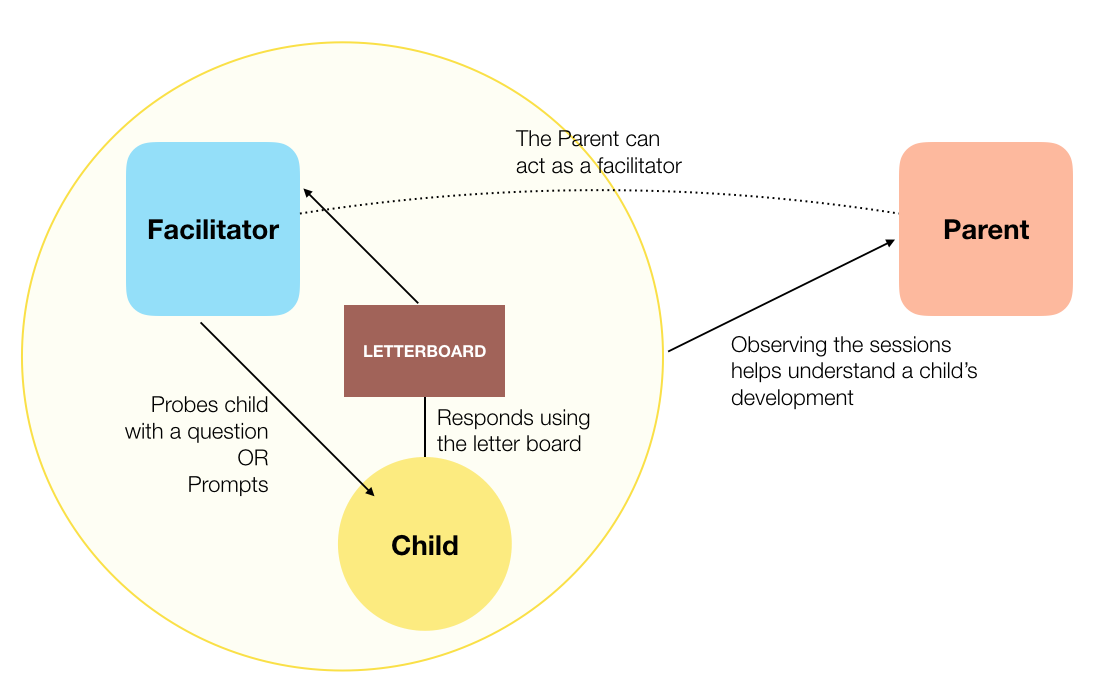 The Parent can
act as a facilitator
Facilitator
Parent
LETTERBOARD
Observing the sessions
helps understand a child’s
development
Probes child
with a question
OR
Prompts
Responds using
the letter board
Child